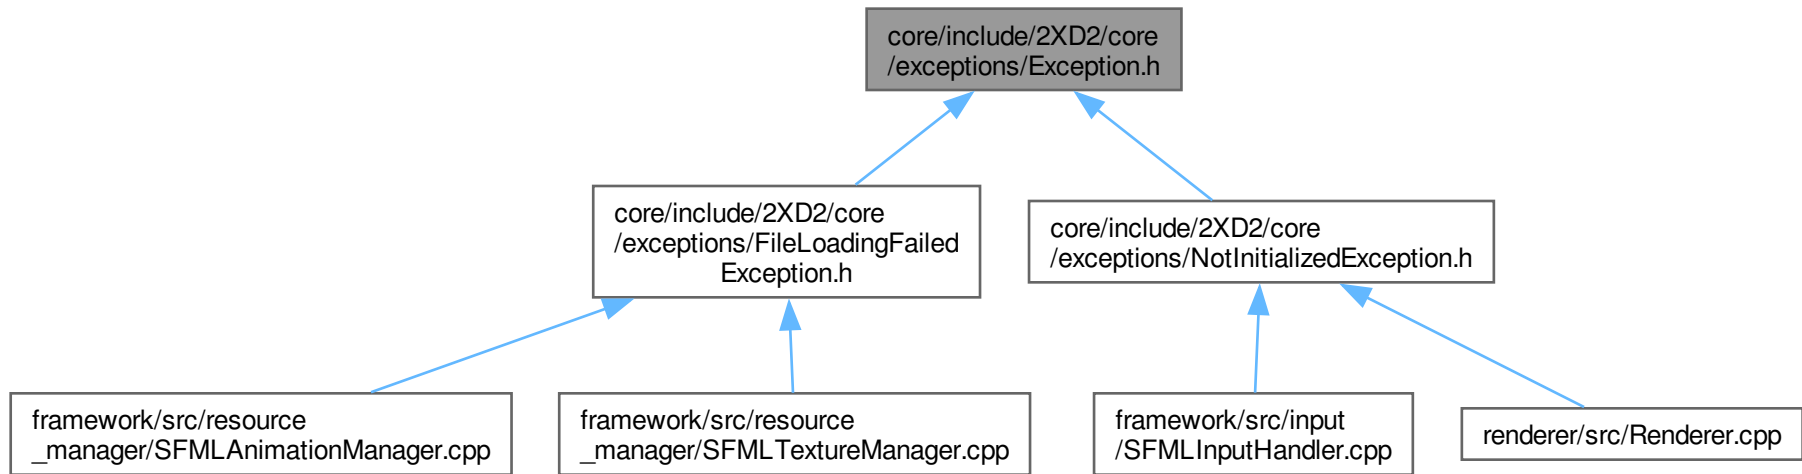 core/include/2XD2/core
/exceptions/Exception.h
core/include/2XD2/core
/exceptions/FileLoadingFailed
Exception.h
core/include/2XD2/core
/exceptions/NotInitializedException.h
framework/src/resource
_manager/SFMLAnimationManager.cpp
framework/src/resource
_manager/SFMLTextureManager.cpp
framework/src/input
/SFMLInputHandler.cpp
renderer/src/Renderer.cpp